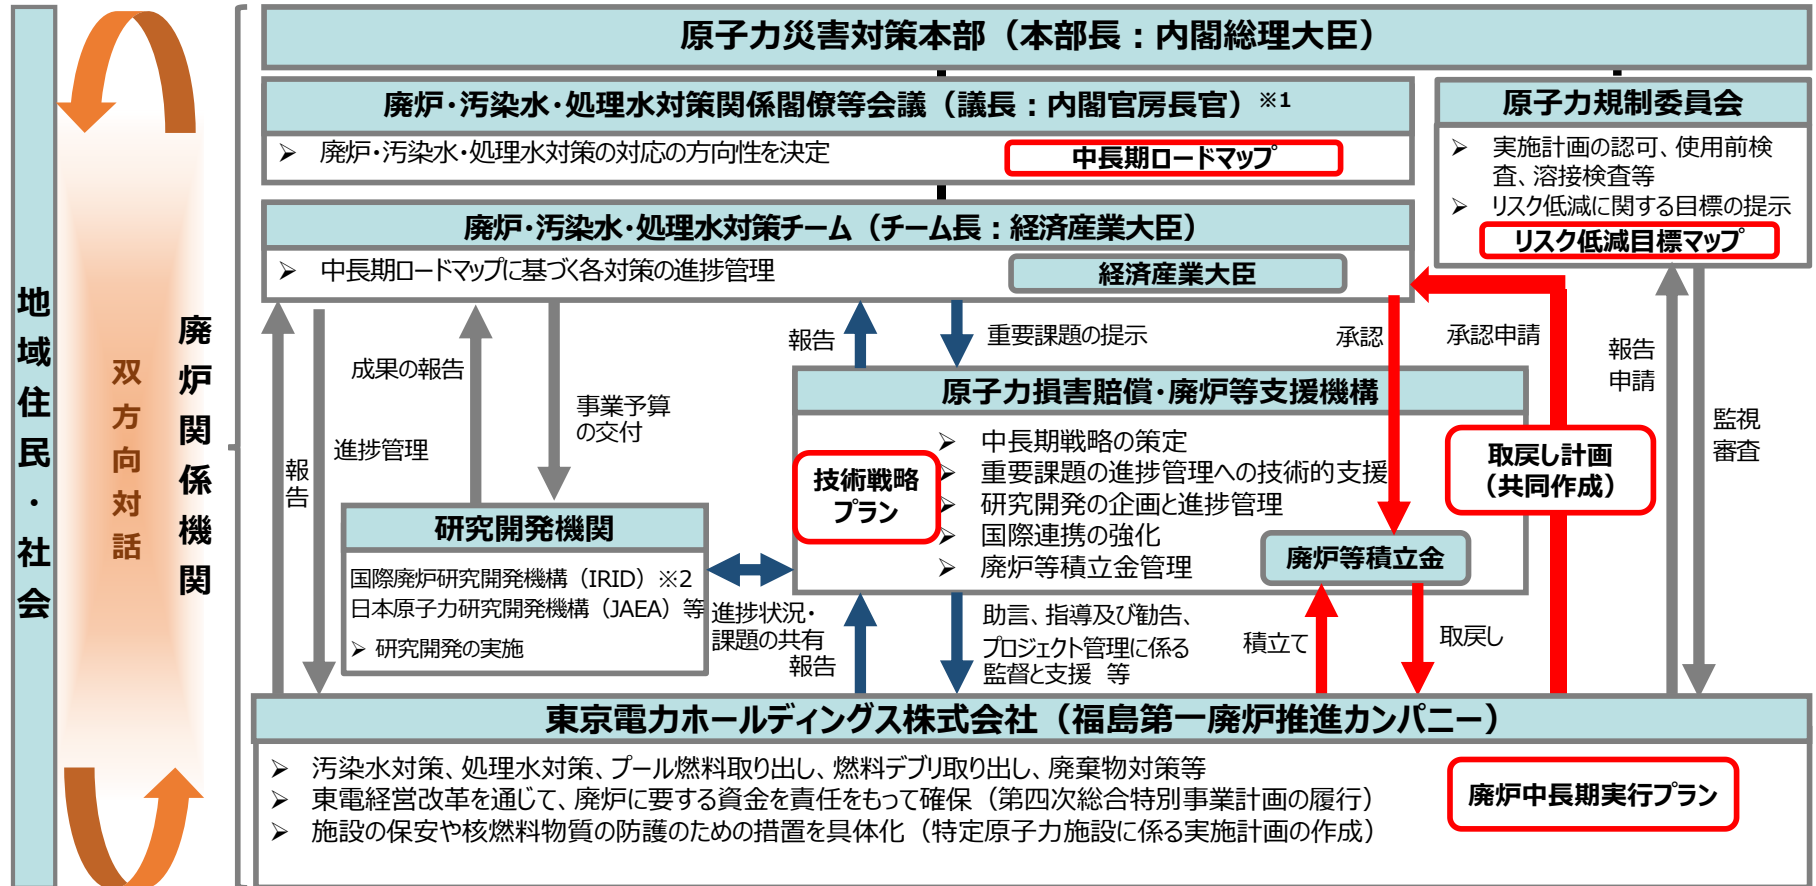 原子力災害対策本部（本部長：内閣総理大臣）
廃炉・汚染水・処理水対策関係閣僚等会議（議長：内閣官房長官）※1
➢ 廃炉・汚染水・処理水対策の対応の方向性を決定
中長期ロードマップ
原子力規制委員会
➢ 実施計画の認可、使用前検
査、溶接検査等
➢ リスク低減に関する目標の提示
リスク低減目標マップ
廃炉・汚染水・処理水対策チーム（チーム長：経済産業大臣）
➢ 中長期ロードマップに基づく各対策の進捗管理
経済産業大臣
地域住民・社会
双方向対話
廃炉関係機関
報告
進捗管理
成果の報告
事業予算
の交付
報告
重要課題の提示
承認
承認申請
報告
申請
監視
審査
原子力損害賠償・廃炉等支援機構
➢ 中長期戦略の策定
➢ 重要課題の進捗管理への技術的支援
➢ 研究開発の企画と進捗管理
➢ 国際連携の強化
➢ 廃炉等積立金管理
技術戦略
プラン
廃炉等積立金
取戻し計画
（共同作成）
研究開発機関
国際廃炉研究開発機構（IRID）※2
日本原子力研究開発機構（JAEA）等
➢ 研究開発の実施
進捗状況・
課題の共有
報告
助言、指導及び勧告、
プロジェクト管理に係る
監督と支援 等
積立て
取戻し
東京電力ホールディングス株式会社（福島第一廃炉推進カンパニー）
➢ 汚染水対策、処理水対策、プール燃料取り出し、燃料デブリ取り出し、廃棄物対策等
➢ 東電経営改革を通じて、廃炉に要する資金を責任をもって確保（第四次総合特別事業計画の履行）
➢ 施設の保安や核燃料物質の防護のための措置を具体化（特定原子力施設に係る実施計画の作成）
廃炉中長期実行プラン